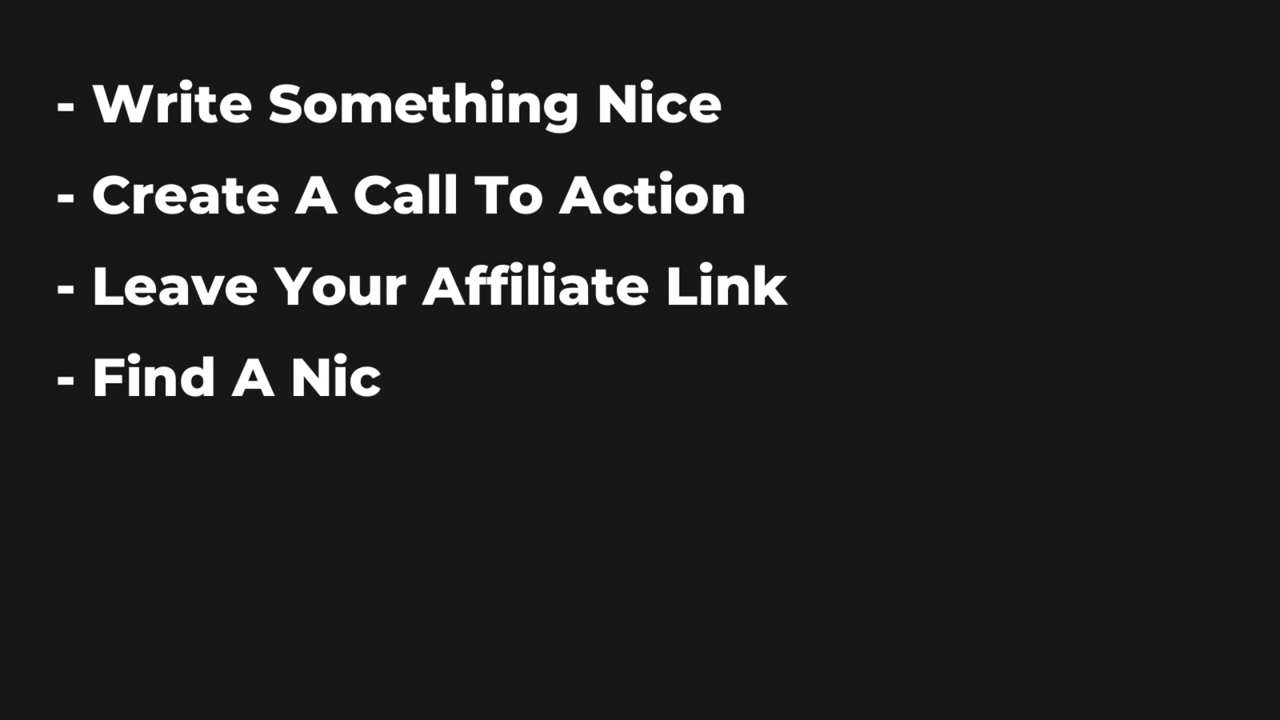 - Write Something Nice
- Create A Call To Action
- Leave Your Affiliate Link
- Find A Nic